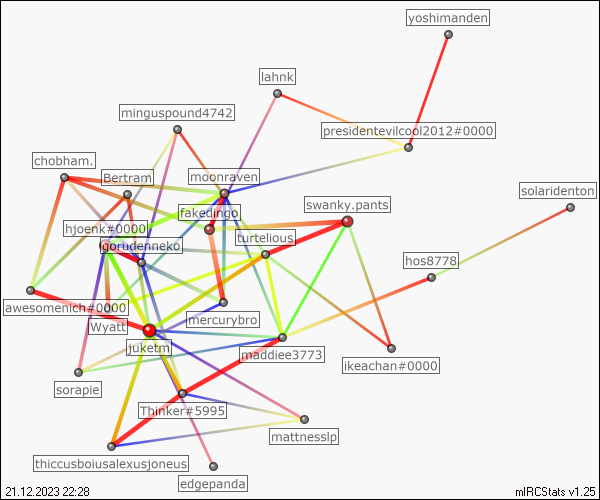 yoshimanden
lahnk
minguspound4742
presidentevilcool2012#0000
chobham.
Bertram
moonraven
solaridenton
swanky.pants
fakedingo
hjoenk#0000
turtelious
gorudenneko
hos8778
awesomenich#0000
mercurybro
Wyatt
juketm
maddiee3773
ikeachan#0000
sorapie
Thinker#5995
mattnesslp
thiccusboiusalexusjoneus
edgepanda
21.12.2023 22:28
mIRCStats v1.25